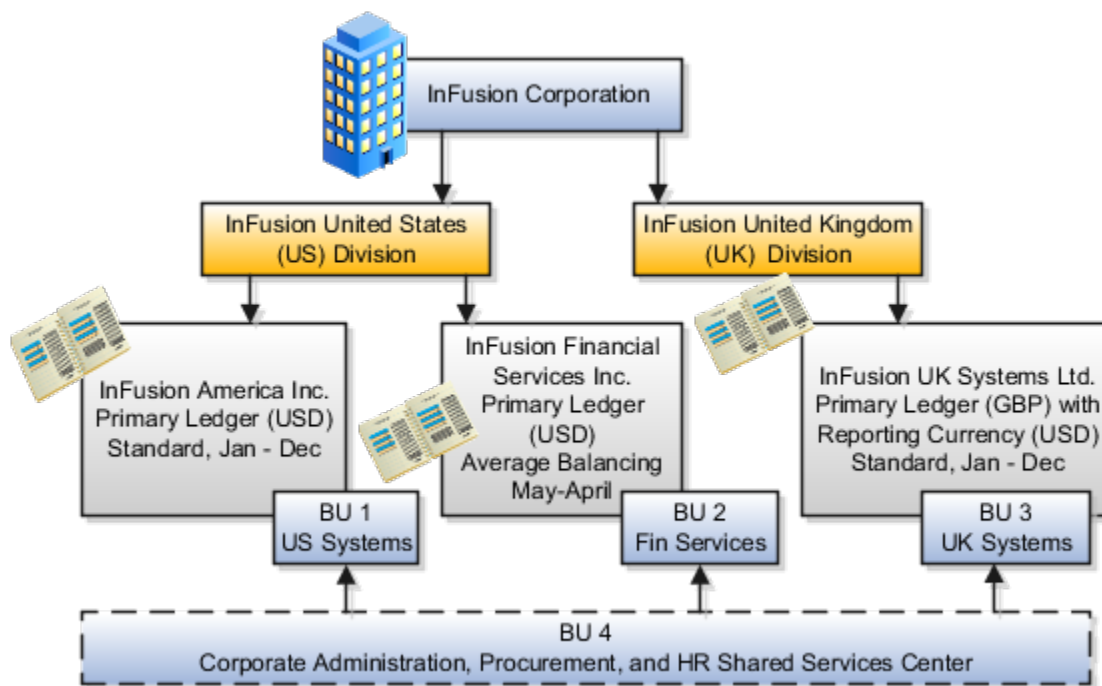 InFusion Corporation
InFusion United States
(US) Division
InFusion United Kingdom
(UK) Division
InFusion America Inc.
Primary Ledger (USD)
Standard, Jan - Dec
InFusion Financial
Services Inc.
Primary Ledger
(USD)
Average Balancing
May-April
InFusion UK Systems Ltd.
Primary Ledger (GBP) with
Reporting Currency (USD)
Standard, Jan - Dec
BU 1
US Systems
BU 2
Fin Services
BU 3
UK Systems
BU 4
Corporate Administration, Procurement, and HR Shared Services Center